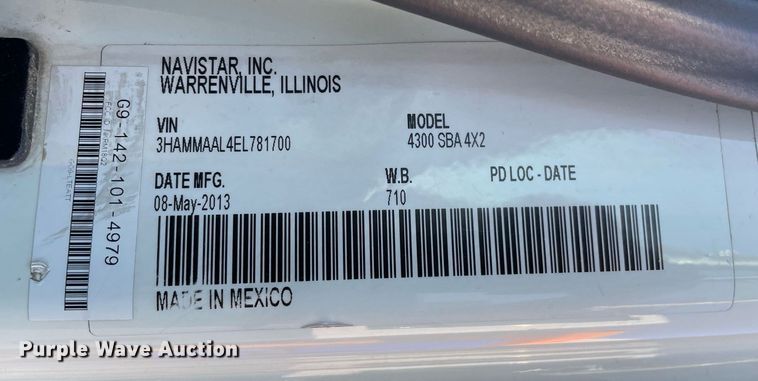 NAVISTAR, INC.
WARRENVILLE, ILLINOIS
VIN
3HAMMAAL4EL781700
MODEL
4300 SBA 4X2
DATE MFG.
08-May-2013
W.B.
710
PD LOC - DATE
MADE IN MEXICO
G9-142-101-4979
Purple Wave Auction